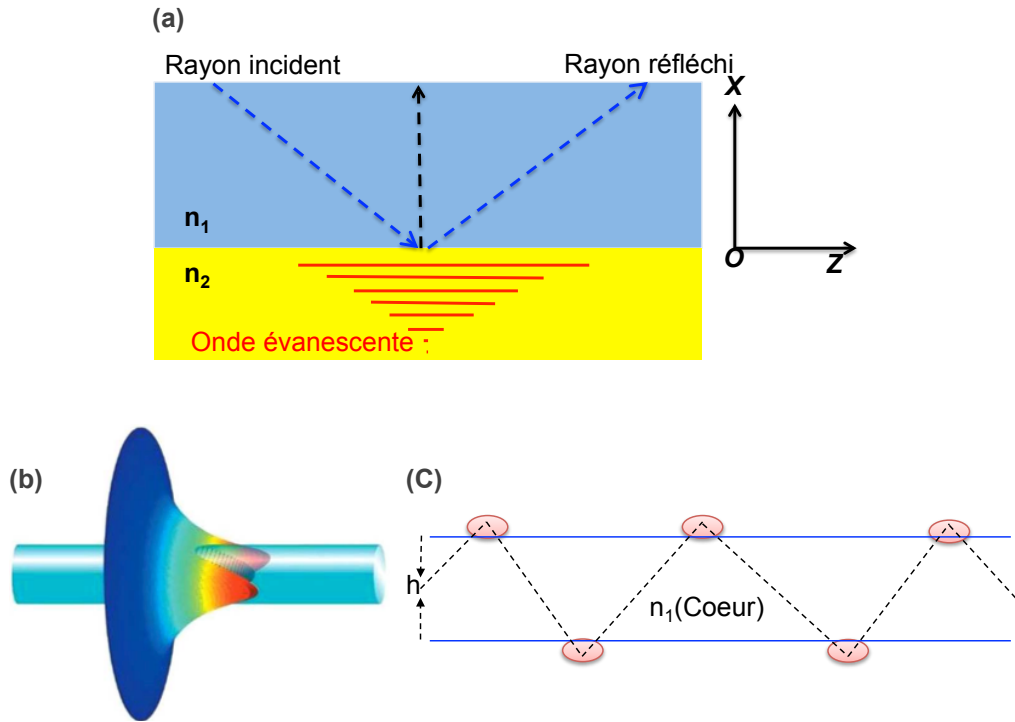 (a)
Rayon incident
Rayon réfléchi
X
n₁
O
Z
n₂
Onde évanescente
(b)
(C)
h
n₁(Coeur)